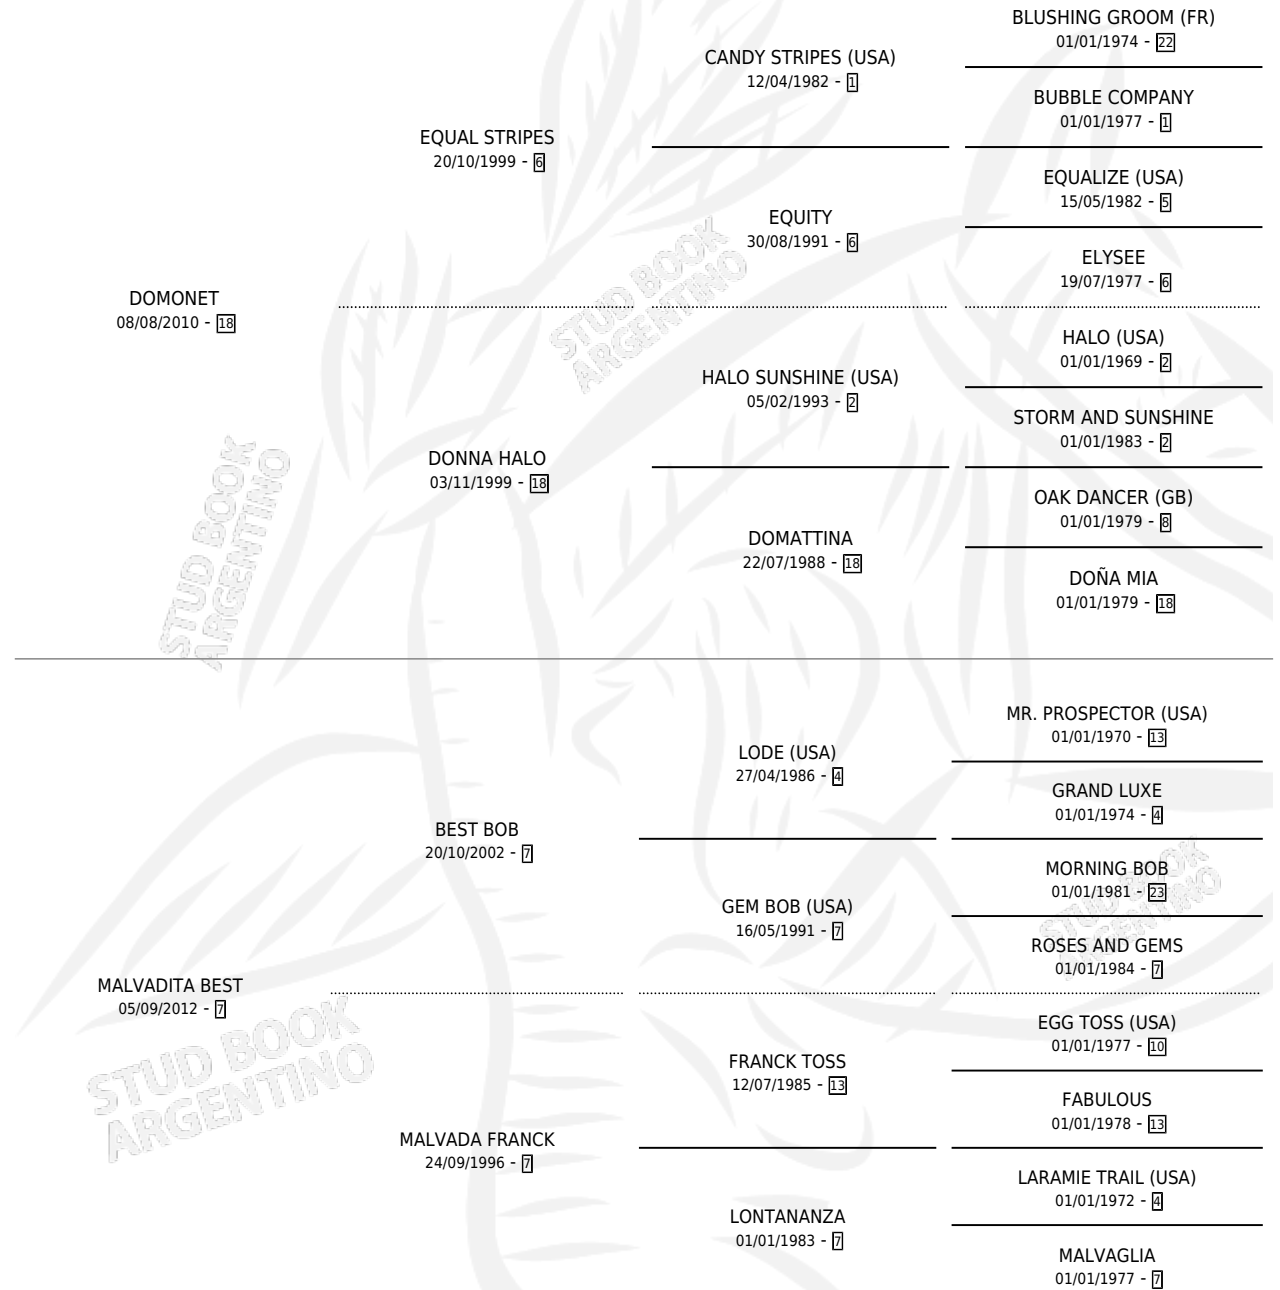 BLUSHING GROOM (FR)
01/01/1974 - 22
CANDY STRIPES (USA)
12/04/1982 - 1
BUBBLE COMPANY
01/01/1977 - 1
EQUAL STRIPES
20/10/1999 - 6
EQUALIZE (USA)
15/05/1982 - 5
EQUITY
30/08/1991 - 6
ELYSEE
19/07/1977 - 6
DOMONET
08/08/2010 - 18
HALO (USA)
01/01/1969 - 2
HALO SUNSHINE (USA)
05/02/1993 - 2
STORM AND SUNSHINE
01/01/1983 - 2
DONNA HALO
03/11/1999 - 18
OAK DANCER (GB)
01/01/1979 - 8
DOMATTINA
22/07/1988 - 18
DOÑA MIA
01/01/1979 - 18
MR. PROSPECTOR (USA)
01/01/1970 - 13
LODE (USA)
27/04/1986 - 4
GRAND LUXE
01/01/1974 - 4
BEST BOB
20/10/2002 - 7
MORNING BOB
01/01/1981 - 23
GEM BOB (USA)
16/05/1991 - 7
ROSES AND GEMS
01/01/1984 - 7
MALVADITA BEST
05/09/2012 - 7
EGG TOSS (USA)
01/01/1977 - 10
FRANCK TOSS
12/07/1985 - 13
FABULOUS
01/01/1978 - 13
MALVADA FRANCK
24/09/1996 - 7
LARAMIE TRAIL (USA)
01/01/1972 - 4
LONTANANZA
01/01/1983 - 7
MALVAGLIA
01/01/1977 - 7
STUD BOOK
ARGENTINO
STUD BOOK
ARGENTINO
STUD BOOK
ARGENTINO
STUD BOOK
ARGENTINO